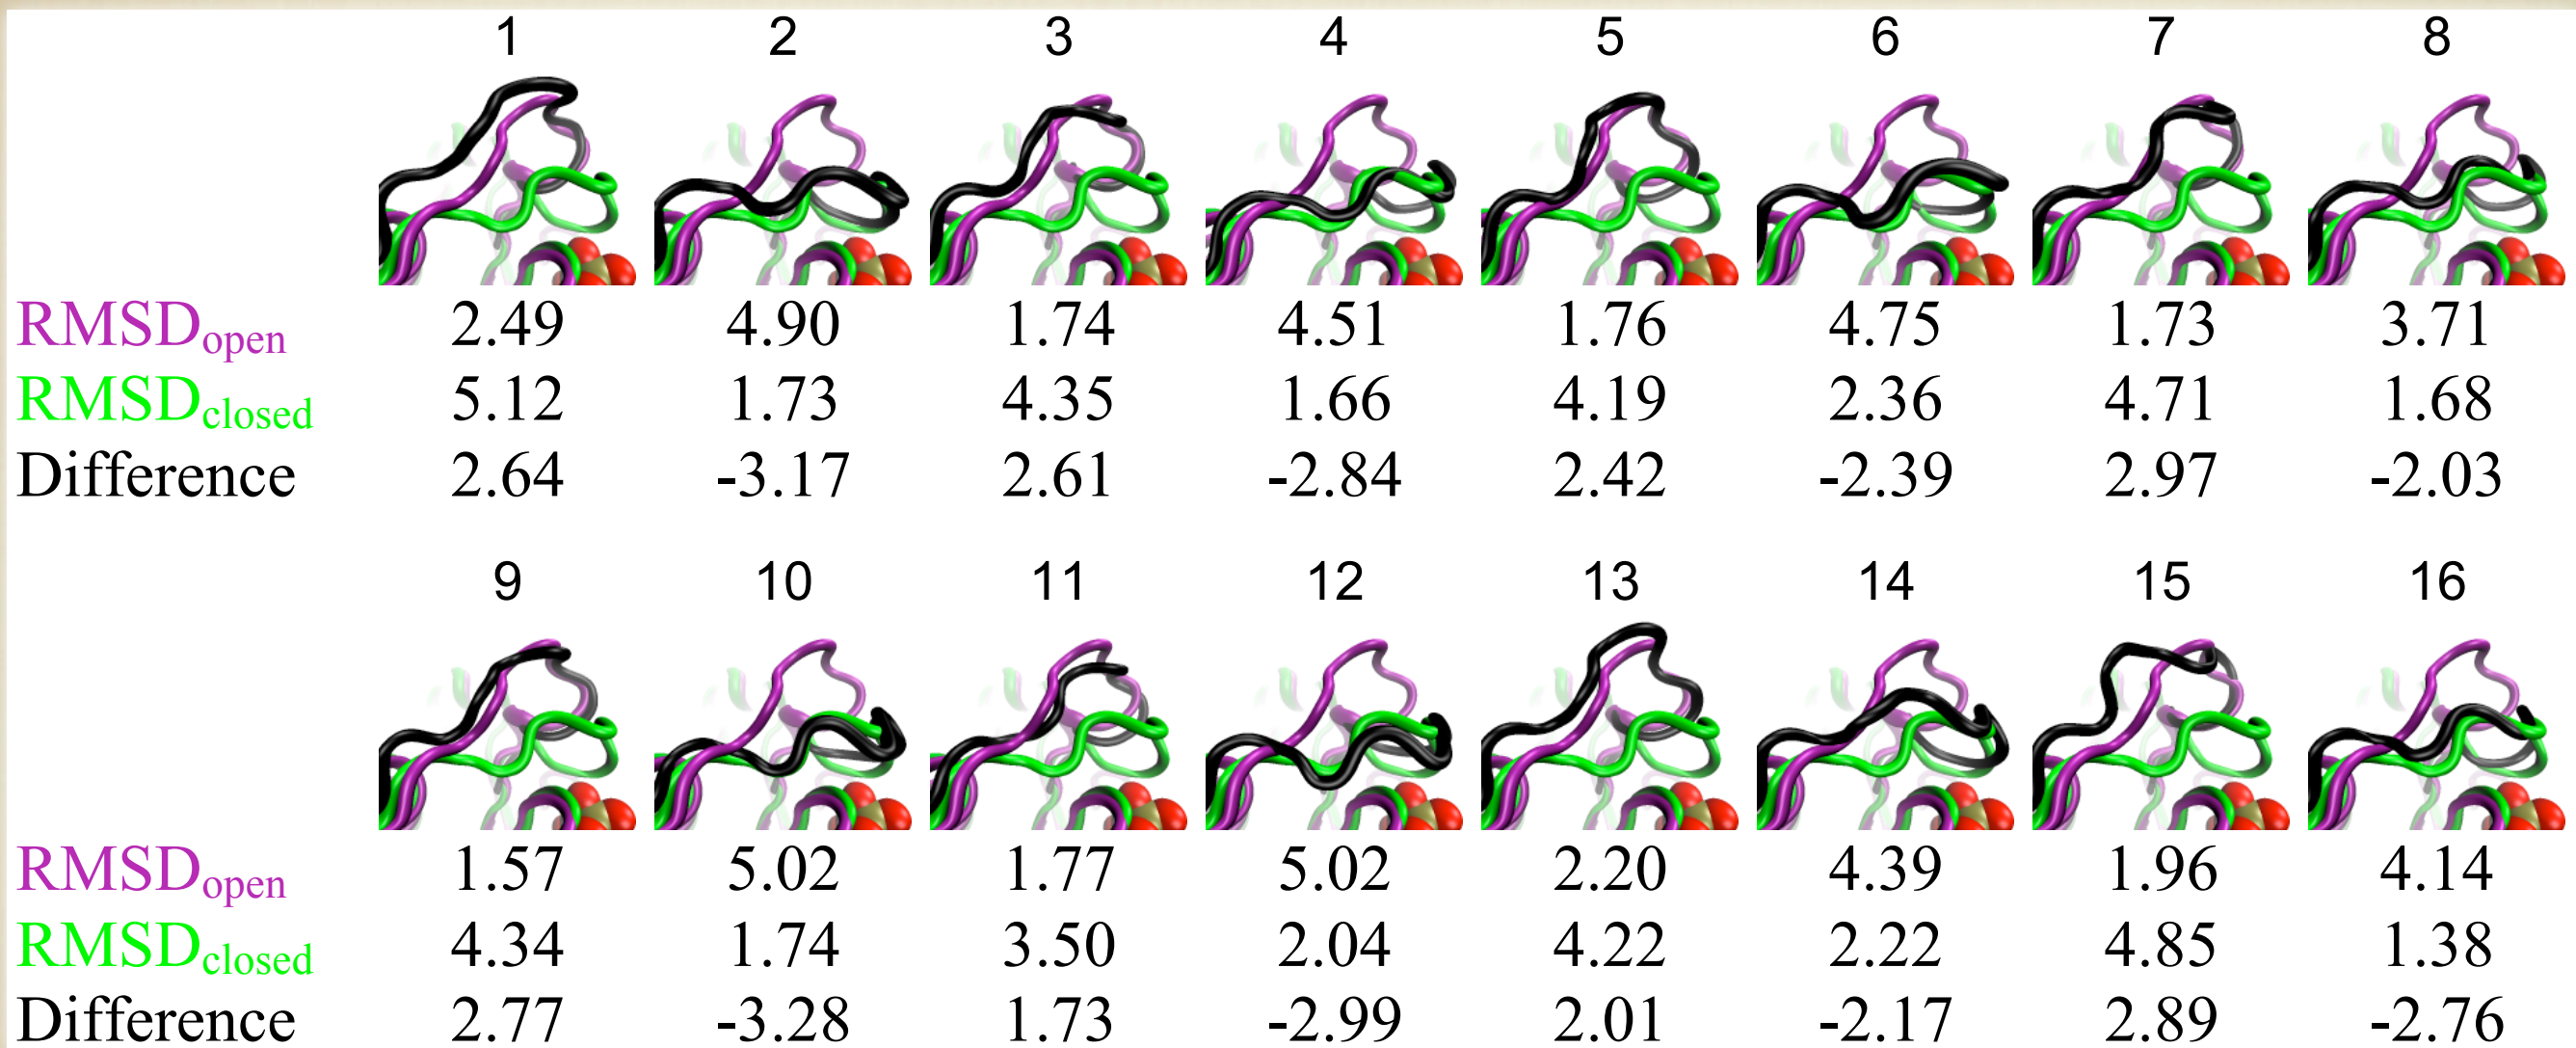 1 2 3 4 5 6 7 8
RMSDopen 2.49 4.90 1.74 4.51 1.76 4.75 1.73 3.71
RMSDclosed 5.12 1.73 4.35 1.66 4.19 2.36 4.71 1.68
Difference 2.64 -3.17 2.61 -2.84 2.42 -2.39 2.97 -2.03
9 10 11 12 13 14 15 16
RMSDopen 1.57 5.02 1.77 5.02 2.20 4.39 1.96 4.14
RMSDclosed 4.34 1.74 3.50 2.04 4.22 2.22 4.85 1.38
Difference 2.77 -3.28 1.73 -2.99 2.01 -2.17 2.89 -2.76